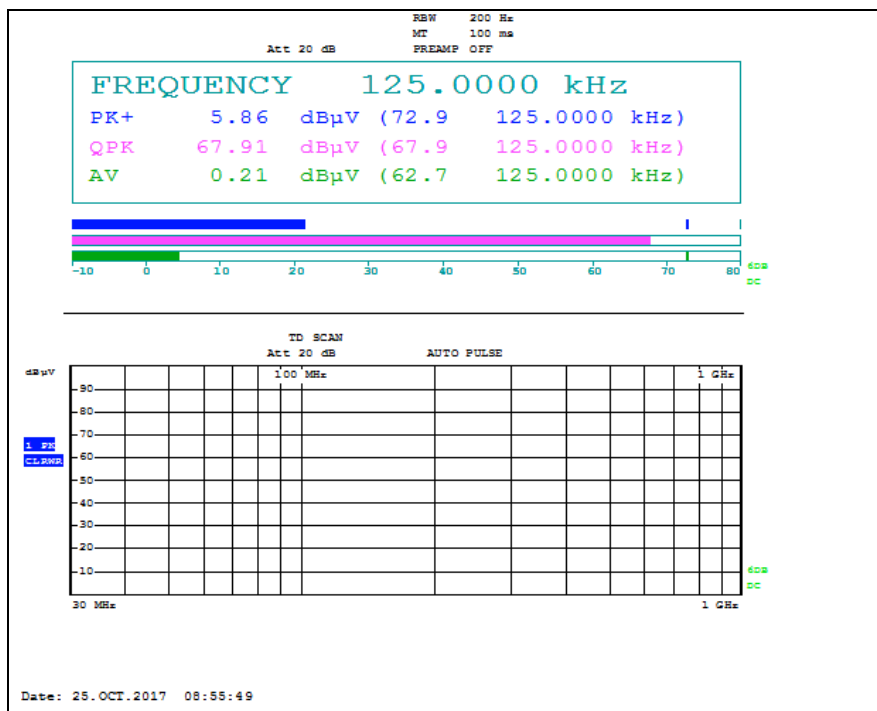 RBW 200 Hz
MT 100 ms
Att 20 dB PREAMP OFF
FREQUENCY 125.0000 kHz
PK+ 5.86 dBµV (72.9 125.0000 kHz)
QPK 67.91 dBµV (67.9 125.0000 kHz)
AV 0.21 dBµV (62.7 125.0000 kHz)
-10 0 10 20 30 40 50 60 70 80
6DB
DC
TD SCAN
Att 20 dB AUTO PULSE
dBµV
100 MHz 1 GHz
90
80
70
1 PK
CLRWR
60
50
40
30
20
10
6DB
DC
30 MHz 1 GHz
Date: 25.OCT.2017 08:55:49